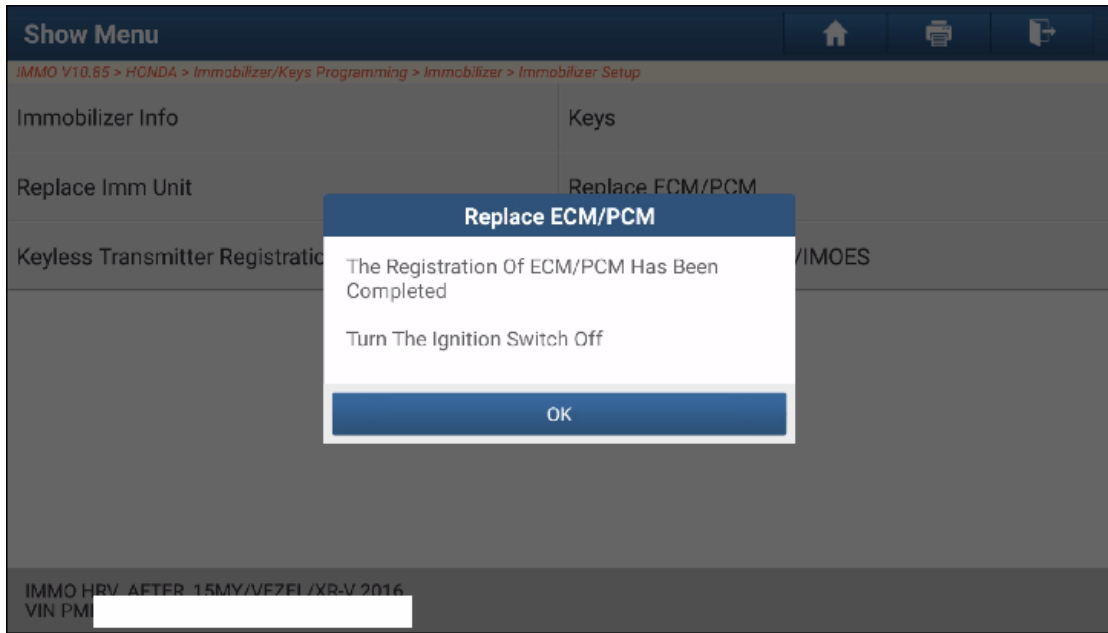 Show Menu
IMMO V10.85 > HONDA > Immobilizer/Keys Programming > Immobilizer > Immobilizer Setup
Immobilizer Info
Keys
Replace Imm Unit
Replace ECM/PCM
Replace ECM/PCM
Keyless Transmitter Registratio
/IMOES
The Registration Of ECM/PCM Has Been
Completed
Turn The Ignition Switch Off
OK
IMMO HRV AFTER 15MY/VEZEL/XR-V 2016
VIN PM